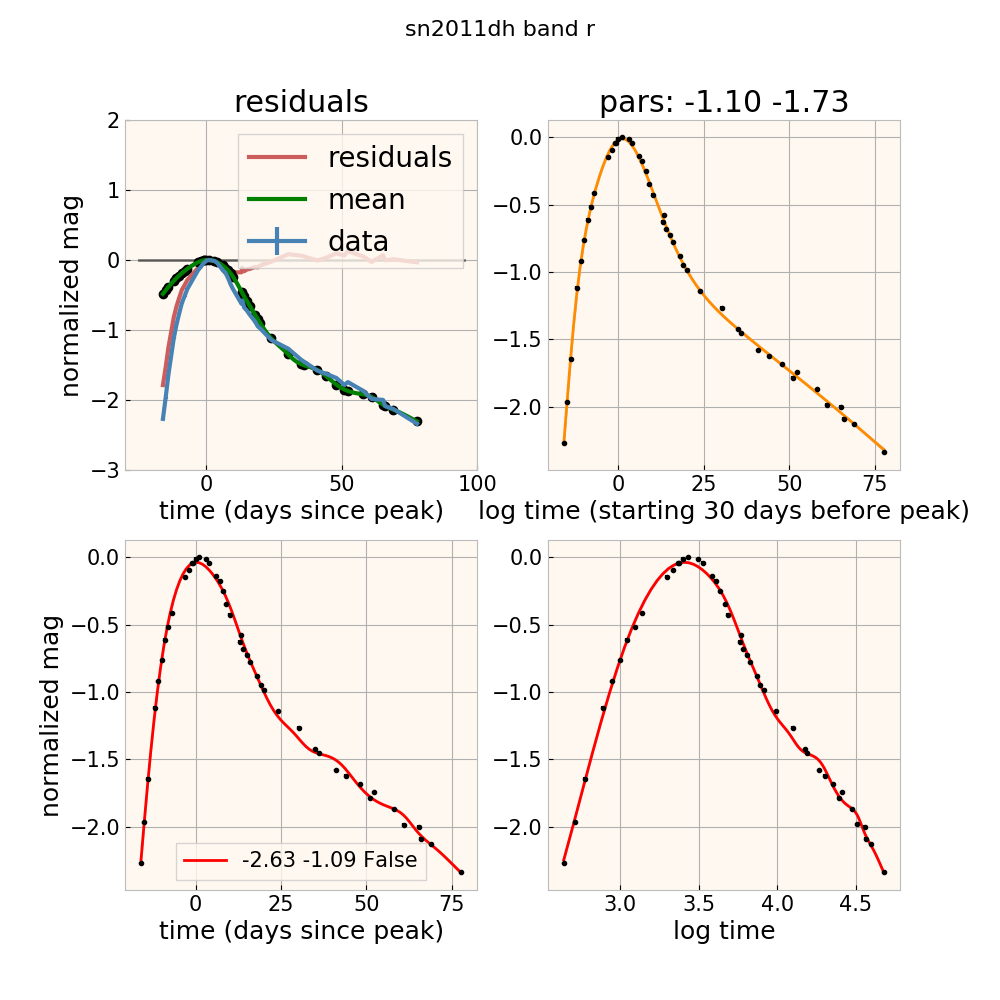 sn2011dh band r
residuals
pars: -1.10 -1.73
2
1
0
−1
−2
−3
normalized mag
residuals
mean
data
0
50
100
time (days since peak)
0.0
−0.5
−1.0
−1.5
−2.0
0
25
50
75
log time (starting 30 days before peak)
0.0
−0.5
−1.0
−1.5
−2.0
normalized mag
-2.63 -1.09 False
0
25
50
75
time (days since peak)
0.0
−0.5
−1.0
−1.5
−2.0
3.0
3.5
4.0
4.5
log time